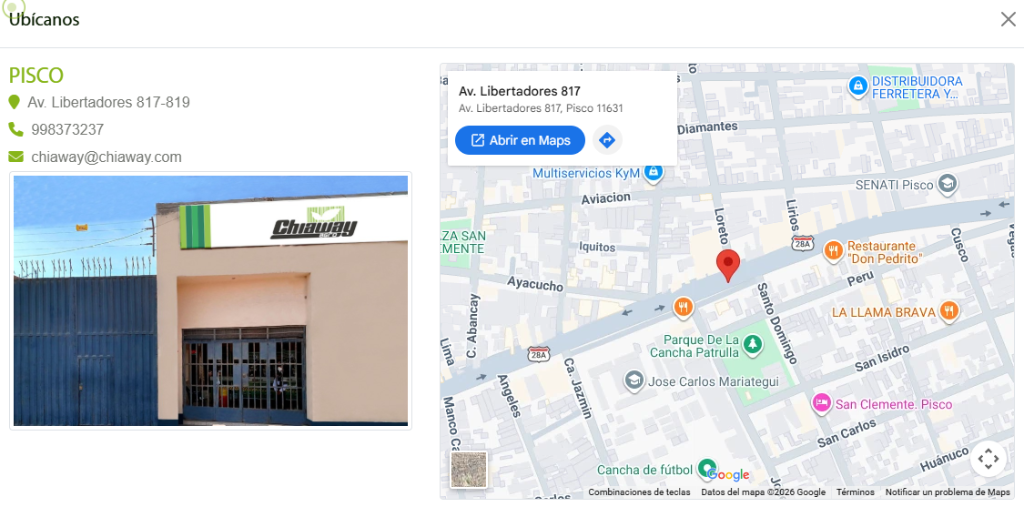 Ubícanos
PISCO
Av. Libertadores 817-819
998373237
chiaway@chiaway.com
Chiaway
Av. Libertadores 817
Av. Libertadores 817, Pisco 11631
Abrir en Maps
DISTRIBUIDORA
FERRETERA Y...
Diamantes
Multiservicios KyM
SENATI Pisco
Aviacion
Loreto
Lirios
ZA SAN
EMENTE
Iquitos
28A
Restaurante
"Don Pedrito"
Cusco
Ayacucho
Peru
C. Abancay
Santo Domingo
LA LLAMA BRAVA
Lima
28A
Parque De La
Cancha Patrulla
San Isidro
Angeles
Ca. Jazmin
Jose Carlos Mariategui
San Clemente. Pisco
Manco Ca
San Carlos
Huánuco
Cancha de fútbol
Google
Combinaciones de teclas
Datos del mapa ©2026 Google
Términos
Notificar un problema de Maps